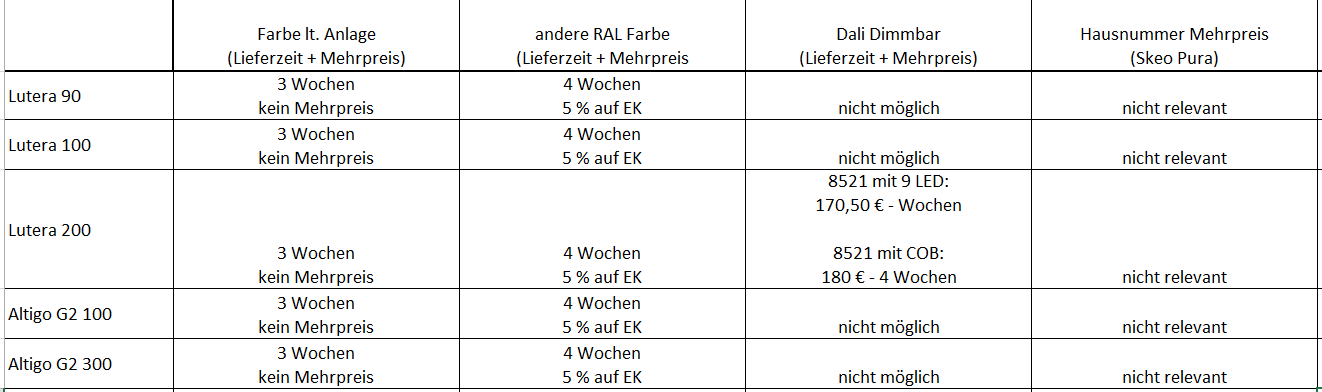 Farbe lt. Anlage
(Lieferzeit + Mehrpreis)
andere RAL Farbe
(Lieferzeit + Mehrpreis
Dali Dimmbar
(Lieferzeit + Mehrpreis)
Hausnummer Mehrpreis
(Skeo Pura)
Lutera 90
3 Wochen
kein Mehrpreis
4 Wochen
5 % auf EK
nicht möglich
nicht relevant
Lutera 100
3 Wochen
kein Mehrpreis
4 Wochen
5 % auf EK
nicht möglich
nicht relevant
Lutera 200
3 Wochen
kein Mehrpreis
4 Wochen
5 % auf EK
8521 mit 9 LED:
170,50 € - Wochen
8521 mit COB:
180 € - 4 Wochen
nicht relevant
Altigo G2 100
3 Wochen
kein Mehrpreis
4 Wochen
5 % auf EK
nicht möglich
nicht relevant
Altigo G2 300
3 Wochen
kein Mehrpreis
4 Wochen
5 % auf EK
nicht möglich
nicht relevant